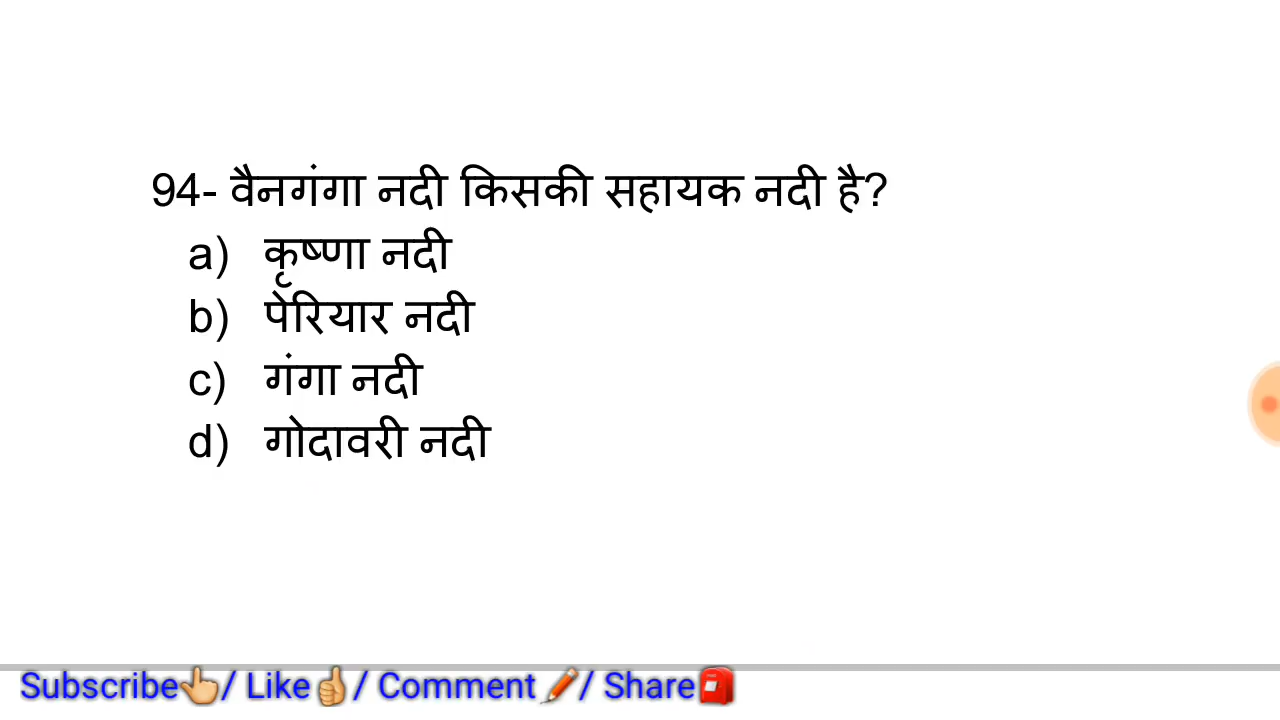 94- वैनगंगा नदी किसकी सहायक नदी है?
a) कृष्णा नदी
b) पेरियार नदी
c) गंगा नदी
d) गोदावरी नदी
Subscribe👆/ Like👍/ Comment✏️/ Share📮